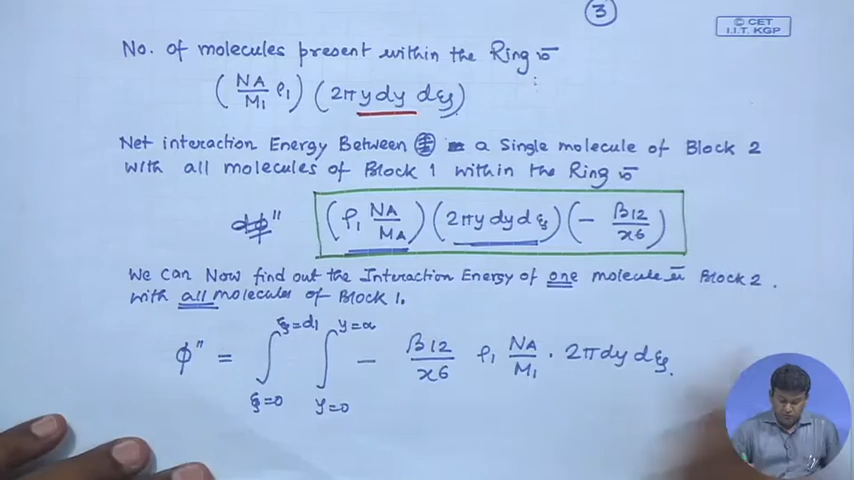 3
© CET
I.I.T. KGP
No. of molecules present within the Ring is
(NA/M1 ρ1) (2πy dy dξ)
Net interaction Energy Between a Single molecule of Block 2
with all molecules of Block 1 within the Ring is
dφ" (ρ1 NA/MA) (2πy dy dξ) (- β12/x6)
We can Now find out the Interaction Energy of one molecule in Block 2.
with all molecules of Block 1.
φ" = ∫ξ=0^ξ=d1 ∫y=0^y=α - β12/x6 ρ1 NA/M1 · 2πdy dξ.